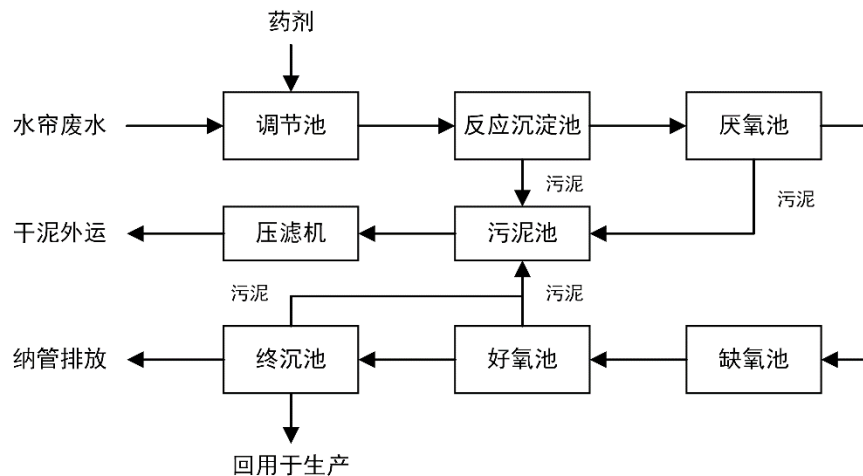 药剂
水帘废水
调节池
反应沉淀池
厌氧池
污泥
污泥
干泥外运
压滤机
污泥池
污泥
污泥
纳管排放
终沉池
好氧池
缺氧池
回用于生产